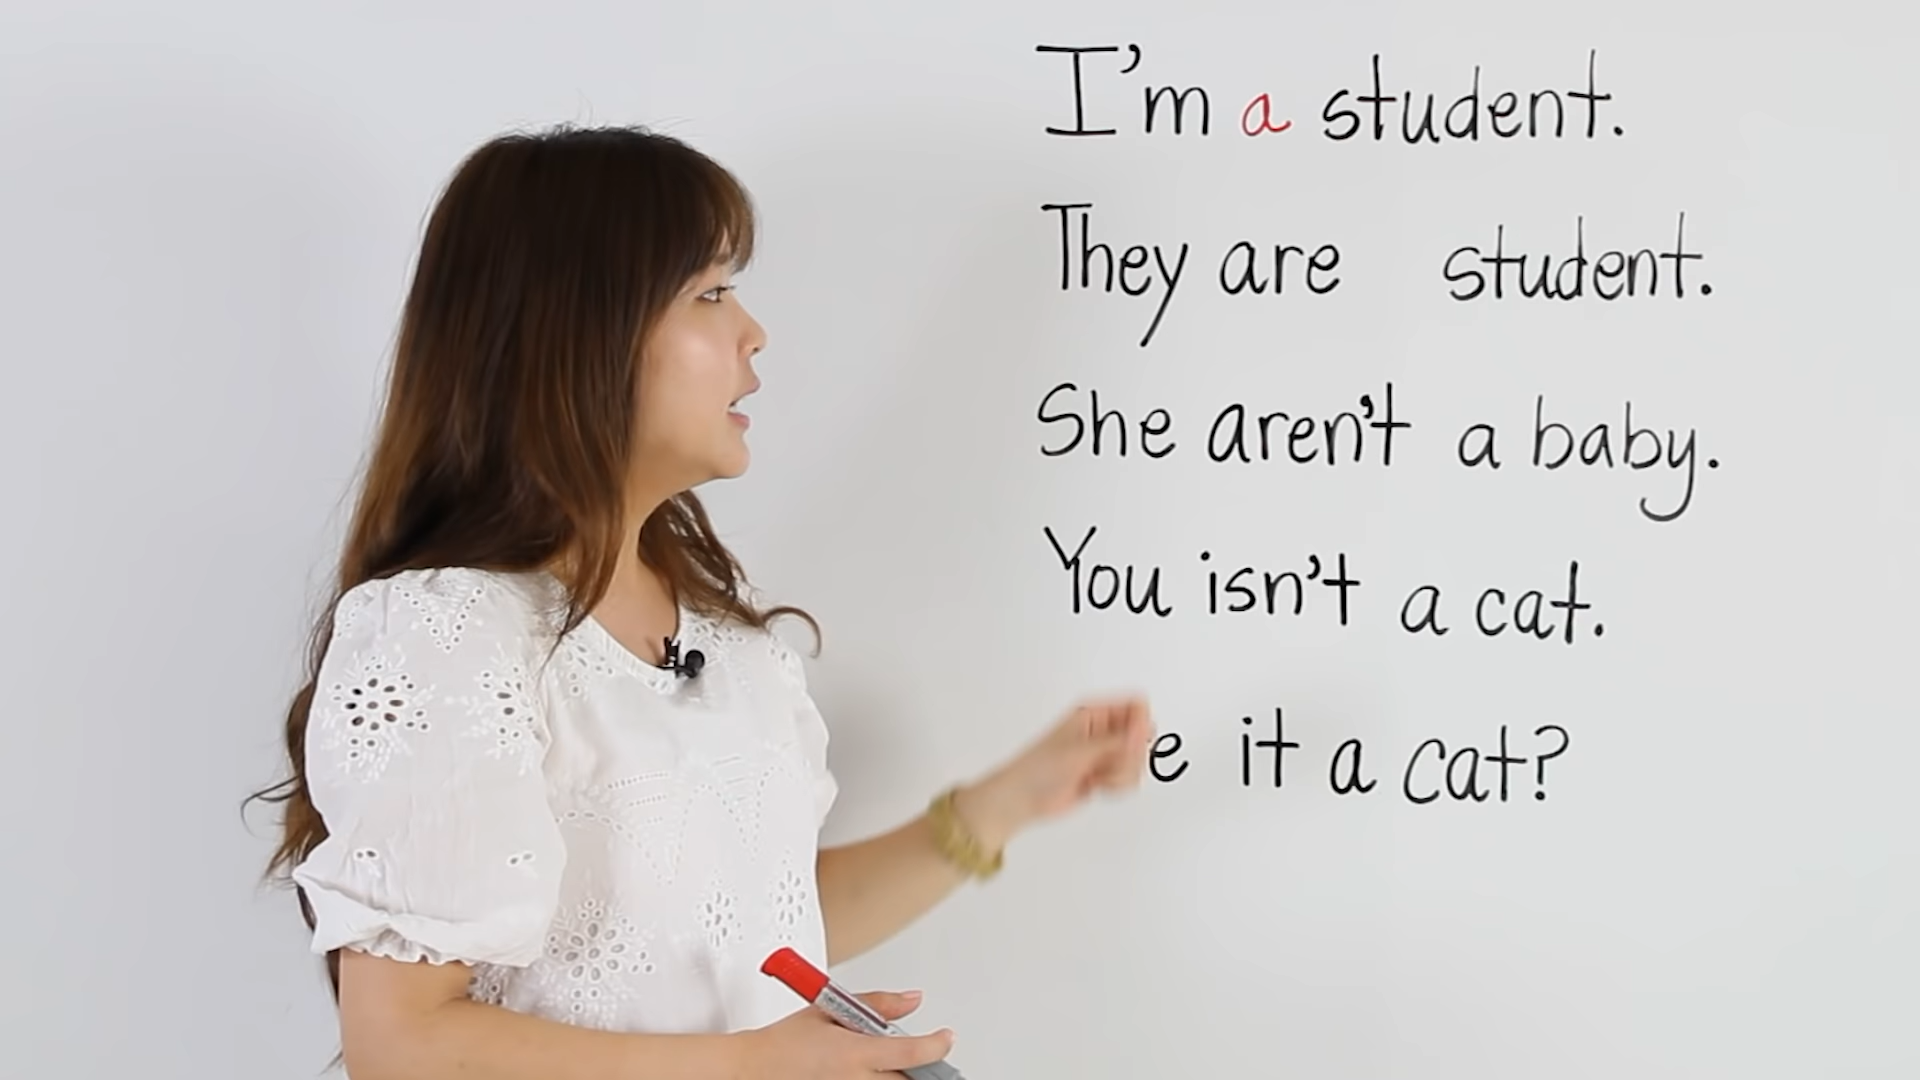 I'm a student.
They are student.
She aren't a baby.
You isn't a cat.
it a cat?